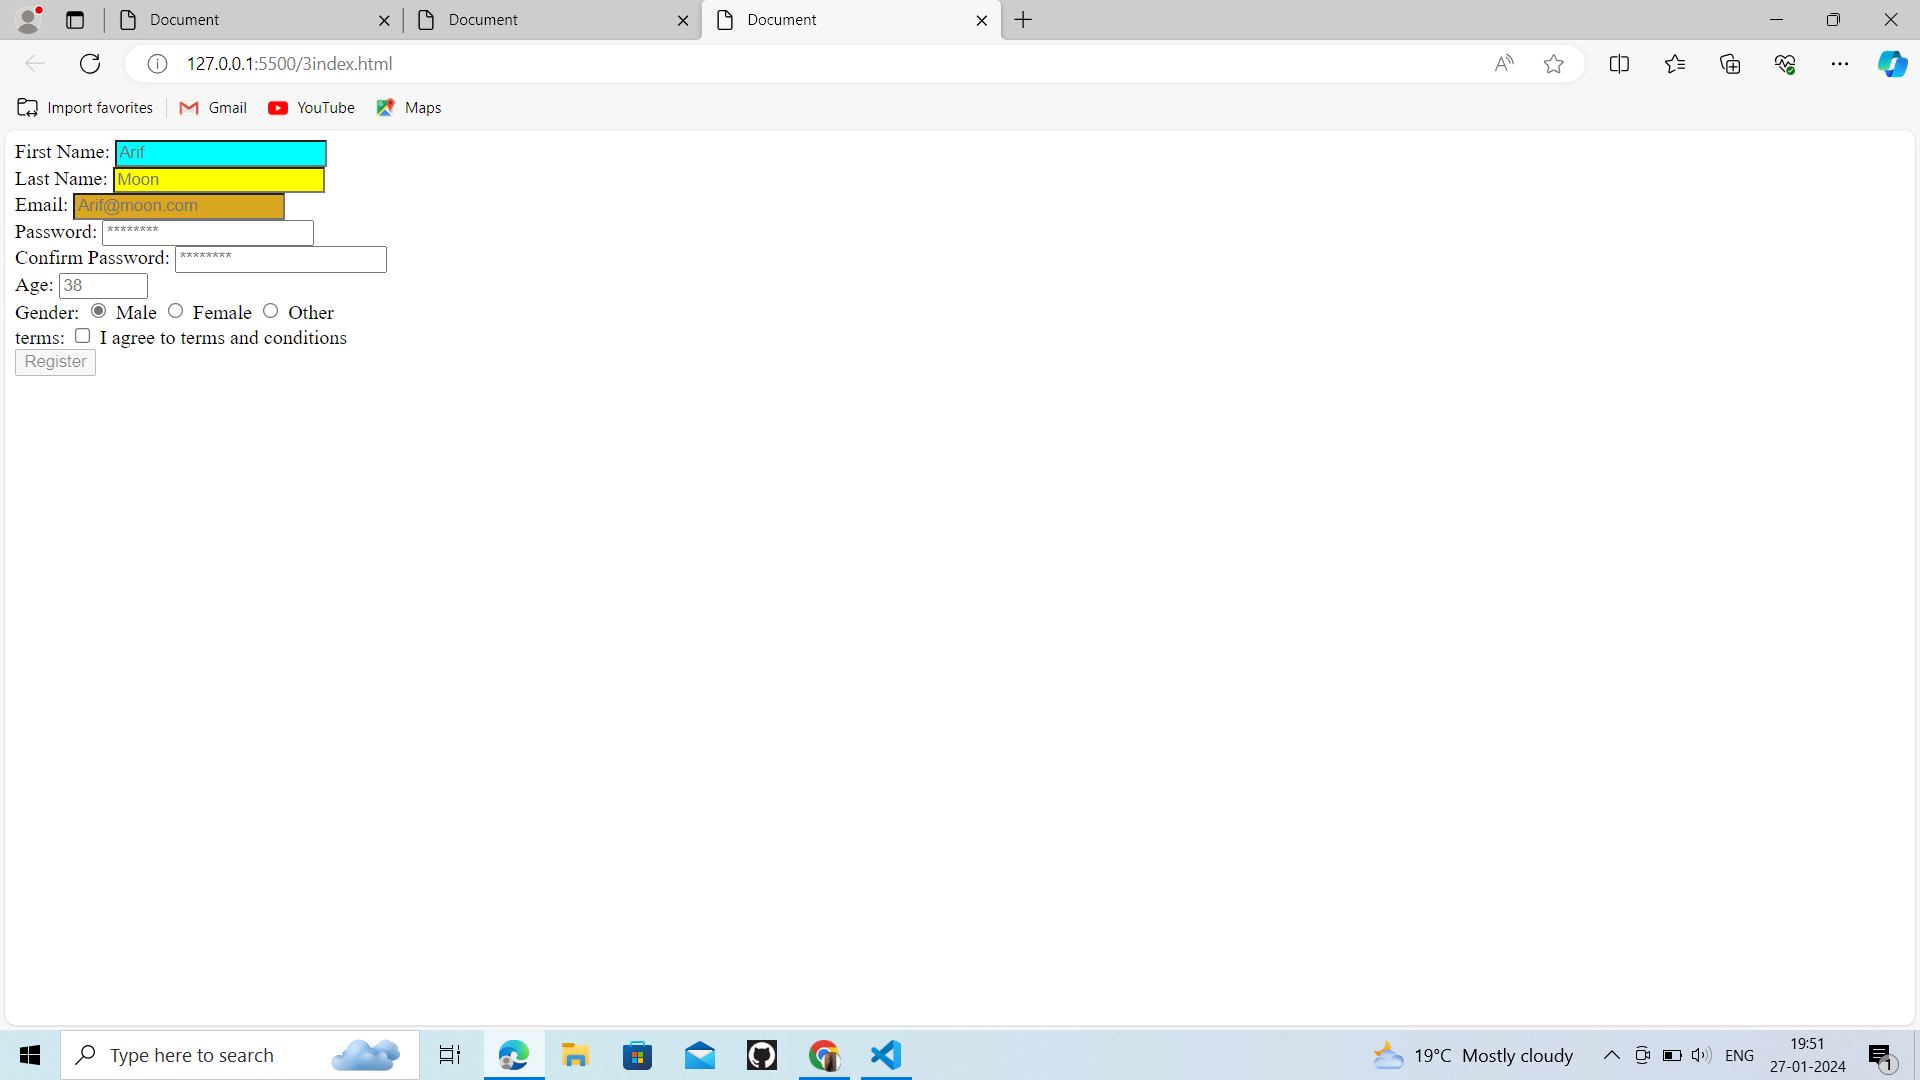 Document
Document
Document
127.0.0.1:5500/3index.html
Import favorites
Gmail
YouTube
Maps
First Name: Arif
Last Name: Moon
Email: Arif@moon.com
Password: ********
Confirm Password: ********
Age: 38
Gender: Male Female Other
terms: I agree to terms and conditions
Register
Type here to search
19°C Mostly cloudy
ENG
19:51
27-01-2024
1